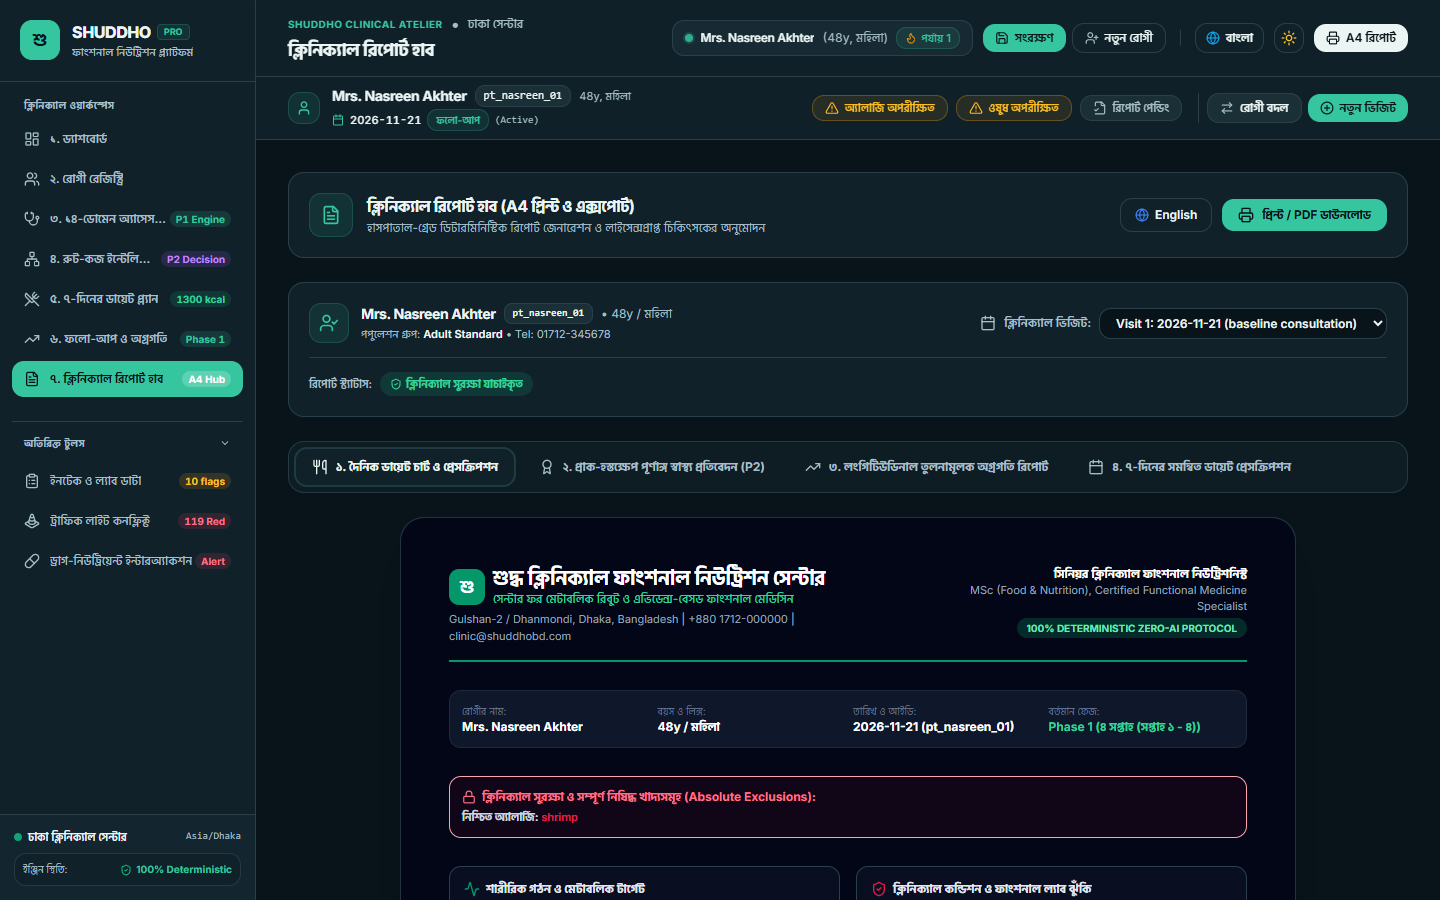 শু
SHUDDHO PRO
ফাংশনাল নিউট্রিশন প্ল্যাটফর্ম
ক্লিনিক্যাল ওয়ার্কস্পেস
১. ড্যাশবোর্ড
২. রোগী রেজিস্ট্রি
৩. ১৪-ডোমেন অ্যাসেস... P1 Engine
৪. রুট-কজ ইন্টেলি... P2 Decision
৫. ৭-দিনের ডায়েট প্ল্যান 1300 kcal
৬. ফলো-আপ ও অগ্রগতি Phase 1
৭. ক্লিনিক্যাল রিপোর্ট হাব A4 Hub
অতিরিক্ত টুলস
ইনটেক ও ল্যাব ডাটা 10 flags
ট্রাফিক লাইট কনফ্লিক্ট 119 Red
ড্রাগ-নিউট্রিয়েন্ট ইন্টারঅ্যাকশন Alert
ঢাকা ক্লিনিক্যাল সেন্টার Asia/Dhaka
ইঞ্জিন স্থিতি: 100% Deterministic
SHUDDHO CLINICAL ATELIER • ঢাকা সেন্টার
ক্লিনিক্যাল রিপোর্ট হাব
Mrs. Nasreen Akhter (48y, মহিলা) পর্যায় 1
সংরক্ষণ
নতুন রোগী
বাংলা
A4 রিপোর্ট
Mrs. Nasreen Akhter pt_nasreen_01 48y, মহিলা
2026-11-21 ফলো-আপ (Active)
অ্যালার্জি অপরীক্ষিত
ওষুধ অপরীক্ষিত
রিপোর্ট পেন্ডিং
রোগী বদল
নতুন ভিজিট
ক্লিনিক্যাল রিপোর্ট হাব (A4 প্রিন্ট ও এক্সপোর্ট)
হাসপাতাল-গ্রেড ডিটারমিনিস্টিক রিপোর্ট জেনারেশন ও লাইসেন্সপ্রাপ্ত চিকিৎসকের অনুমোদন
English
প্রিন্ট / PDF ডাউনলোড
Mrs. Nasreen Akhter pt_nasreen_01 • 48y / মহিলা
পপুলেশন গ্রুপ: Adult Standard • Tel: 01712-345678
ক্লিনিক্যাল ভিজিট: Visit 1: 2026-11-21 (baseline consultation)
রিপোর্ট স্ট্যাটাস: ক্লিনিক্যাল সুরক্ষা যাচাইকৃত
১. দৈনিক ডায়েট চার্ট ও প্রেসক্রিপশন
২. প্রাক-হস্তক্ষেপ পূর্ণাঙ্গ স্বাস্থ্য প্রতিবেদন (P2)
৩. লংগিটিউডিনাল তুলনামূলক অগ্রগতি রিপোর্ট
৪. ৭-দিনের সমন্বিত ডায়েট প্রেসক্রিপশন
শু
শুদ্ধ ক্লিনিক্যাল ফাংশনাল নিউট্রিশন সেন্টার
সেন্টার ফর মেটাবলিক রিবুট ও এভিডেন্স-বেসড ফাংশনাল মেডিসিন
Gulshan-2 / Dhanmondi, Dhaka, Bangladesh | +880 1712-000000 |
clinic@shuddhobd.com
সিনিয়র ক্লিনিক্যাল ফাংশনাল নিউট্রিশনিস্ট
MSc (Food & Nutrition), Certified Functional Medicine
Specialist
100% DETERMINISTIC ZERO-AI PROTOCOL
রোগীর নাম:
Mrs. Nasreen Akhter
বয়স ও লিঙ্গ:
48y / মহিলা
তারিখ ও আইডি:
2026-11-21 (pt_nasreen_01)
বর্তমান ফেজ:
Phase 1 (৪ সপ্তাহ (সপ্তাহ ১ - ৪))
ক্লিনিক্যাল সুরক্ষা ও সম্পূর্ণ নিষিদ্ধ খাদ্যসমূহ (Absolute Exclusions):
নিশ্চিত অ্যালার্জি: shrimp
শারীরিক গঠন ও মেটাবলিক টার্গেট
ক্লিনিক্যাল কন্ডিশন ও ফাংশনাল ল্যাব ঝুঁকি